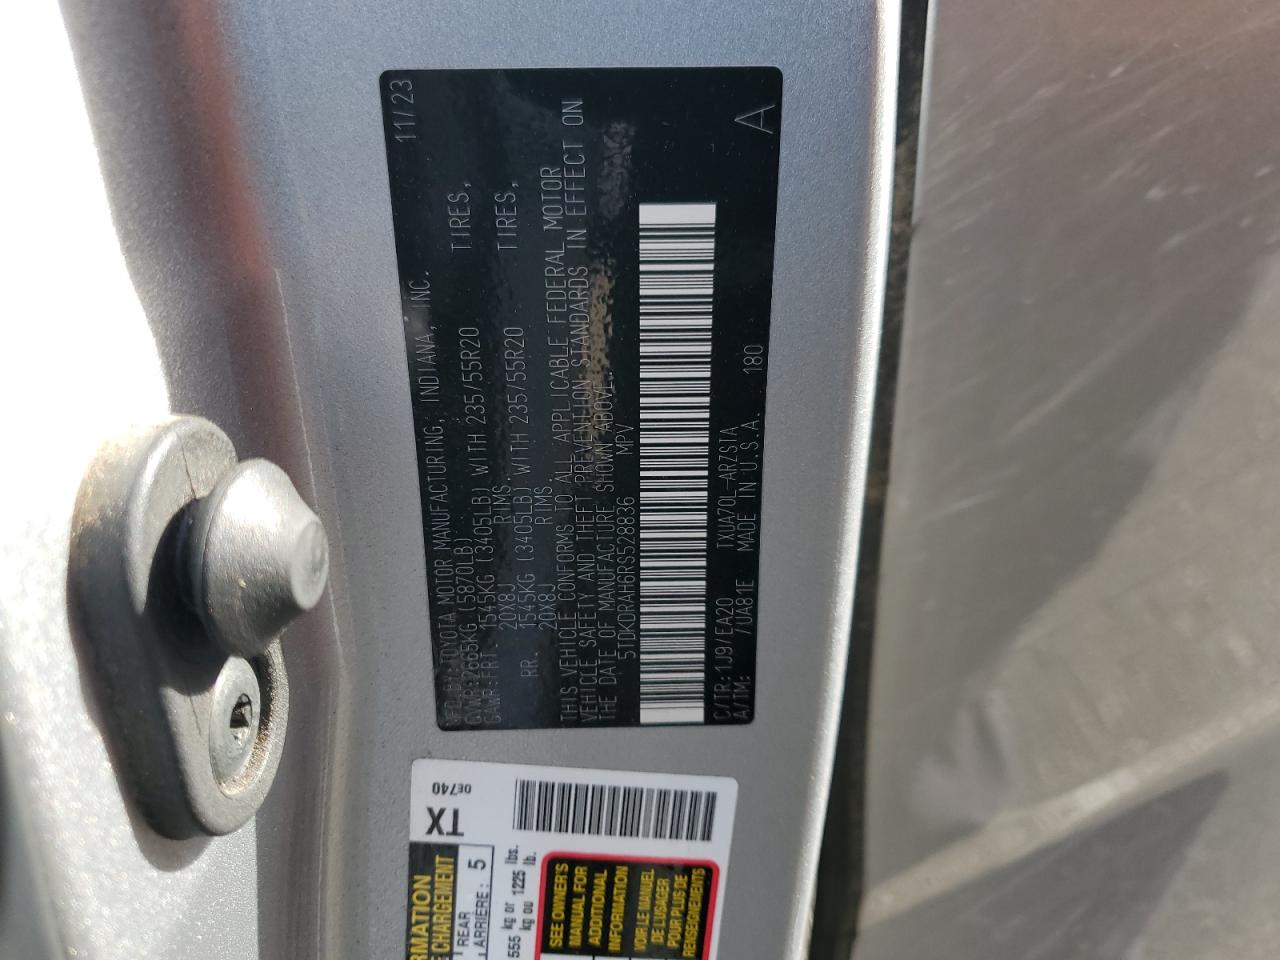 MFD.BY:TOYOTA MOTOR MANUFACTURING, INDIANA, INC. 11/23
GVWR:2665KG (5870LB)
GAWR:FRT. 1545KG (3405LB) WITH 235/55R20 TIRES,
20X8J RIMS.
RR. 1545KG (3405LB) WITH 235/55R20 TIRES,
20X8J RIMS.
THIS VEHICLE CONFORMS TO ALL APPLICABLE FEDERAL MOTOR
VEHICLE SAFETY AND THEFT PREVENTION STANDARDS IN EFFECT ON
THE DATE OF MANUFACTURE SHOWN ABOVE.
5TDKDRAH6RS528836 MPV
C/TR:1J9/EA20 TXUA70L-ARZSTA 180 A
A/TM: /UA81E MADE IN U.S.A.
TX
0E740
RMATION
E CHARGEMENT
REAR
ARRIÈRE: 5
555 kg or 1225 lbs.
kg ou lb.
SEE OWNER'S
MANUAL FOR
ADDITIONAL
INFORMATION
VOIR LE MANUEL
DE L'USAGER
POUR PLUS DE
RENSEIGNEMENTS